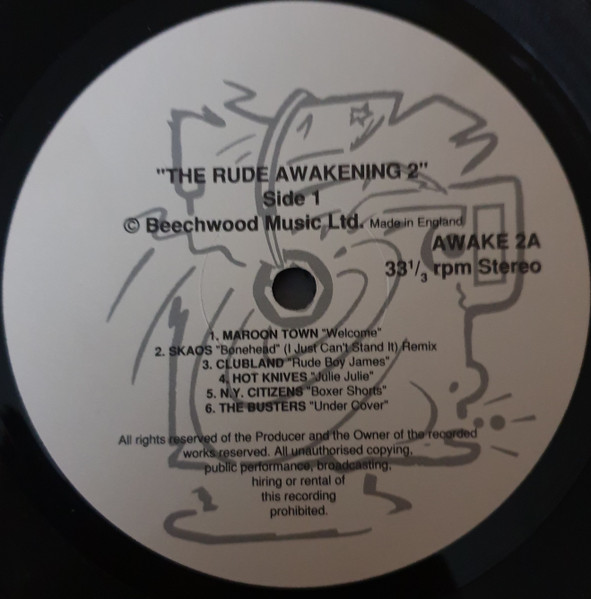 "THE RUDE AWAKENING 2"
Side 1
© Beechwood Music Ltd. Made in England
AWAKE 2A
33 1/3 rpm Stereo
1. MAROON TOWN "Welcome"
2. SKAOS "Bonehead" (I Just Can't Stand It) Remix
3. CLUBLAND "Rude Boy James"
4. HOT KNIVES "Julie Julie"
5. N.Y. CITIZENS "Boxer Shorts"
6. THE BUSTERS "Under Cover"
All rights reserved of the Producer and the Owner of the recorded
works reserved. All unauthorised copying,
public performance, broadcasting,
hiring or rental of
this recording
prohibited.